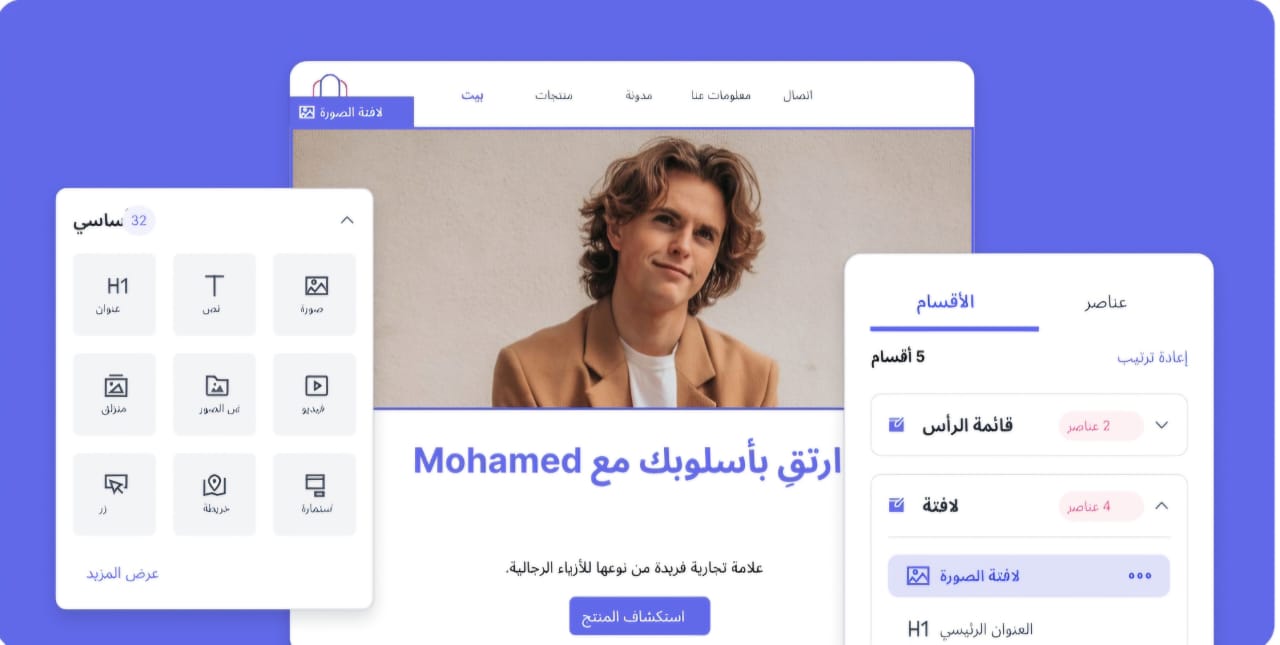 بيت منتجات مدونة معلومات عنا اتصال
لافتة الصورة
ساسي 32
H1 عنوان
نص
صورة
منزلق
في الصور
فيديو
زر
خريطة
استمارة
عرض المزيد
ارتقِ بأسلوبك مع Mohamed
علامة تجارية فريدة من نوعها للأزياء الرجالية.
استكشاف المنتج
الأقسام عناصر
5 أقسام إعادة ترتيب
قائمة الرأس 2 عناصر
لافتة 4 عناصر
لافتة الصورة
H1 العنوان الرئيسي